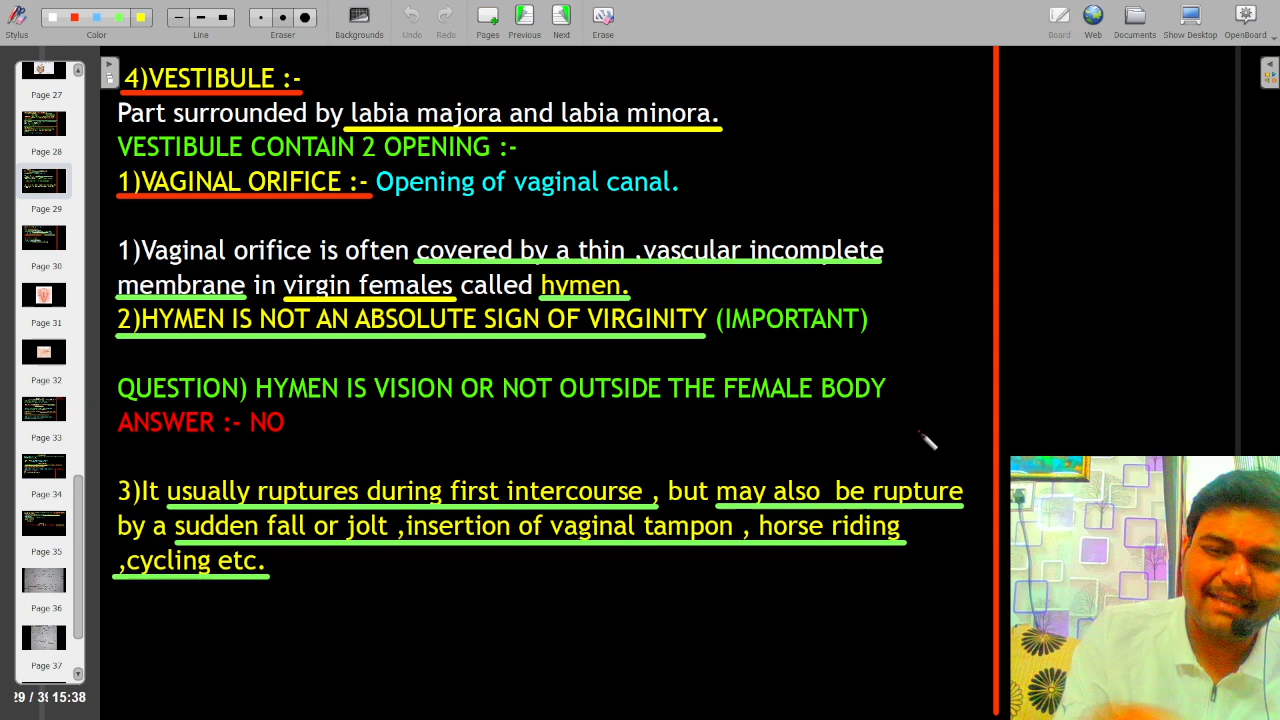 Stylus
Color
Line
Eraser
Backgrounds
Undo
Redo
Pages
Previous
Next
Erase
Board
Web
Documents
Show Desktop
OpenBoard
Page 27
Page 28
Page 29
Page 30
Page 31
Page 32
Page 33
Page 34
Page 35
Page 36
Page 37
15:38
4)VESTIBULE :-
Part surrounded by labia majora and labia minora.
VESTIBULE CONTAIN 2 OPENING :-
1)VAGINAL ORIFICE :- Opening of vaginal canal.
1)Vaginal orifice is often covered by a thin ,vascular incomplete
membrane in virgin females called hymen.
2)HYMEN IS NOT AN ABSOLUTE SIGN OF VIRGINITY (IMPORTANT)
QUESTION) HYMEN IS VISION OR NOT OUTSIDE THE FEMALE BODY
ANSWER :- NO
3)It usually ruptures during first intercourse , but may also  be rupture
by a sudden fall or jolt ,insertion of vaginal tampon , horse riding
,cycling etc.